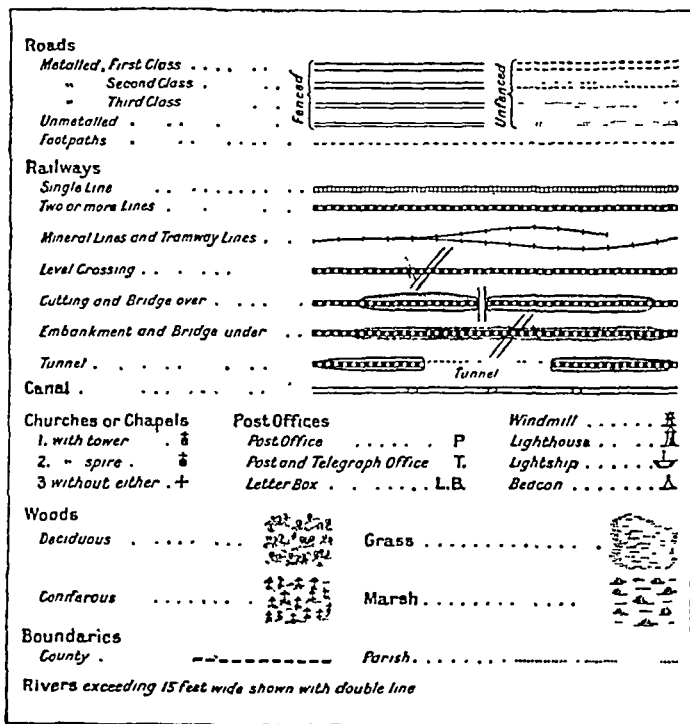 Roads
Metalled, First Class
" Second Class
" Third Class
Unmetalled
Footpaths
Fenced
Unfenced
Railways
Single Line
Two or more Lines
Mineral Lines and Tramway Lines
Level Crossing
Cutting and Bridge over
Embankment and Bridge under
Tunnel
Tunnel
Canal
Churches or Chapels
1. with tower
2. " spire
3 without either
Post Offices
Post Office P
Post and Telegraph Office T.
Letter Box L.B.
Windmill
Lighthouse
Lightship
Beacon
Woods
Deciduous
Coniferous
Grass
Marsh
Boundaries
County
Parish
Rivers exceeding 15 feet wide shown with double line